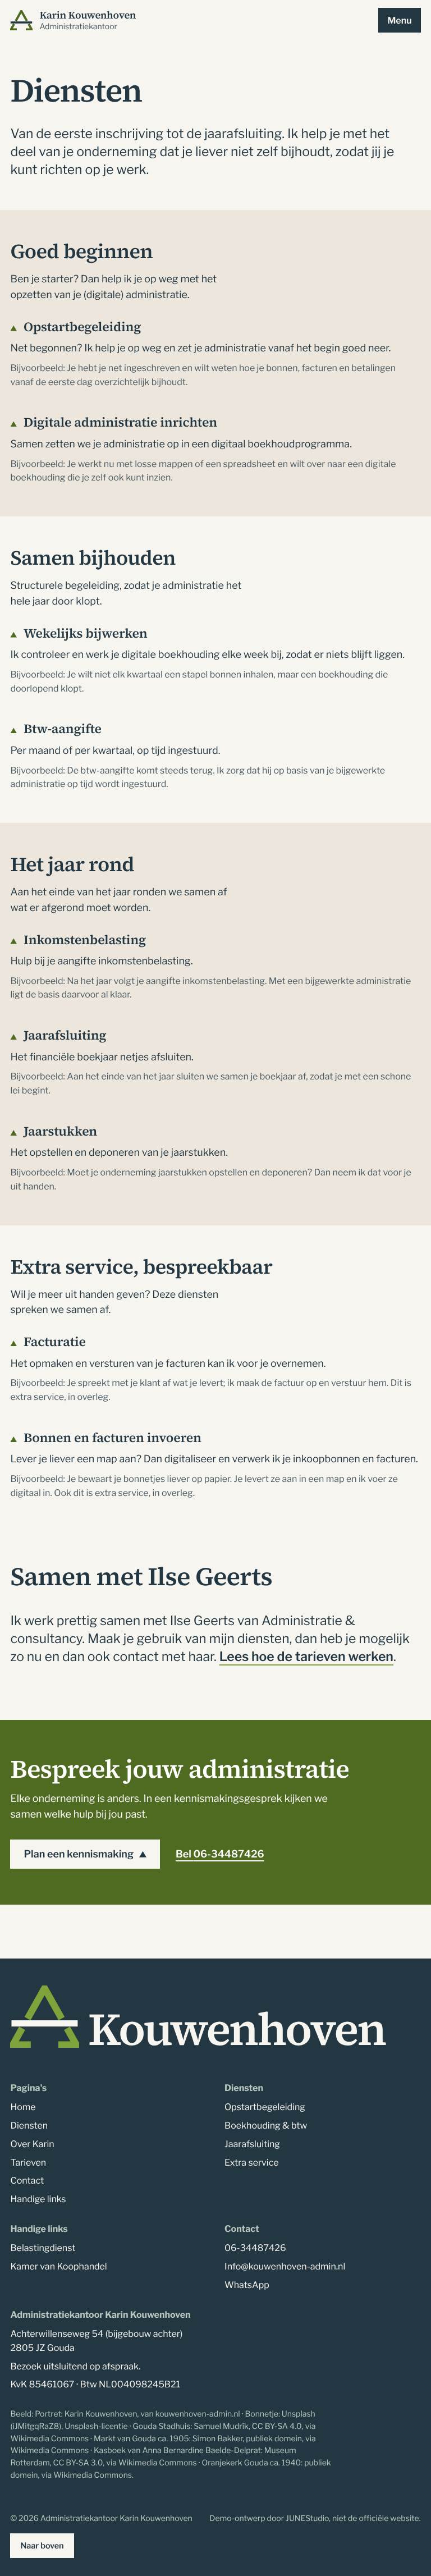 Karin Kouwenhoven
Administratiekantoor
Menu
Diensten
Van de eerste inschrijving tot de jaarafsluiting. Ik help je met het
deel van je onderneming dat je liever niet zelf bijhoudt, zodat jij je
kunt richten op je werk.
Goed beginnen
Ben je starter? Dan help ik je op weg met het
opzetten van je (digitale) administratie.
Opstartbegeleiding
Net begonnen? Ik help je op weg en zet je administratie vanaf het begin goed neer.
Bijvoorbeeld: Je hebt je net ingeschreven en wilt weten hoe je bonnen, facturen en betalingen
vanaf de eerste dag overzichtelijk bijhoudt.
Digitale administratie inrichten
Samen zetten we je administratie op in een digitaal boekhoudprogramma.
Bijvoorbeeld: Je werkt nu met losse mappen of een spreadsheet en wilt over naar een digitale
boekhouding die je zelf ook kunt inzien.
Samen bijhouden
Structurele begeleiding, zodat je administratie het
hele jaar door klopt.
Wekelijks bijwerken
Ik controleer en werk je digitale boekhouding elke week bij, zodat er niets blijft liggen.
Bijvoorbeeld: Je wilt niet elk kwartaal een stapel bonnen inhalen, maar een boekhouding die
doorlopend klopt.
Btw-aangifte
Per maand of per kwartaal, op tijd ingestuurd.
Bijvoorbeeld: De btw-aangifte komt steeds terug. Ik zorg dat hij op basis van je bijgewerkte
administratie op tijd wordt ingestuurd.
Het jaar rond
Aan het einde van het jaar ronden we samen af
wat er afgerond moet worden.
Inkomstenbelasting
Hulp bij je aangifte inkomstenbelasting.
Bijvoorbeeld: Na het jaar volgt je aangifte inkomstenbelasting. Met een bijgewerkte administratie
ligt de basis daarvoor al klaar.
Jaarafsluiting
Het financiële boekjaar netjes afsluiten.
Bijvoorbeeld: Aan het einde van het jaar sluiten we samen je boekjaar af, zodat je met een schone
lei begint.
Jaarstukken
Het opstellen en deponeren van je jaarstukken.
Bijvoorbeeld: Moet je onderneming jaarstukken opstellen en deponeren? Dan neem ik dat voor je
uit handen.
Extra service, bespreekbaar
Wil je meer uit handen geven? Deze diensten
spreken we samen af.
Facturatie
Het opmaken en versturen van je facturen kan ik voor je overnemen.
Bijvoorbeeld: Je spreekt met je klant af wat je levert; ik maak de factuur op en verstuur hem. Dit is
extra service, in overleg.
Bonnen en facturen invoeren
Lever je liever een map aan? Dan digitaliseer en verwerk ik je inkoopbonnen en facturen.
Bijvoorbeeld: Je bewaart je bonnetjes liever op papier. Je levert ze aan in een map en ik voer ze
digitaal in. Ook dit is extra service, in overleg.
Samen met Ilse Geerts
Ik werk prettig samen met Ilse Geerts van Administratie &
consultancy. Maak je gebruik van mijn diensten, dan heb je mogelijk
zo nu en dan ook contact met haar. Lees hoe de tarieven werken.
Bespreek jouw administratie
Elke onderneming is anders. In een kennismakingsgesprek kijken we
samen welke hulp bij jou past.
Plan een kennismaking
Bel 06-34487426
Kouwenhoven
Pagina's
Home
Diensten
Over Karin
Tarieven
Contact
Handige links
Diensten
Opstartbegeleiding
Boekhouding & btw
Jaarafsluiting
Extra service
Handige links
Belastingdienst
Kamer van Koophandel
Contact
06-34487426
Info@kouwenhoven-admin.nl
WhatsApp
Administratiekantoor Karin Kouwenhoven
Achterwillenseweg 54 (bijgebouw achter)
2805 JZ Gouda
Bezoek uitsluitend op afspraak.
KvK 85461067 · Btw NL004098245B21
Beeld: Portret: Karin Kouwenhoven, van kouwenhoven-admin.nl · Bonnetje: Unsplash
(iJMitgqRaZ8), Unsplash-licentie · Gouda Stadhuis: Samuel Mudrík, CC BY-SA 4.0, via
Wikimedia Commons · Markt van Gouda ca. 1905: Simon Bakker, publiek domein, via
Wikimedia Commons · Kasboek van Anna Bernardine Baelde-Delprat: Museum
Rotterdam, CC BY-SA 3.0, via Wikimedia Commons · Oranjekerk Gouda ca. 1940: publiek
domein, via Wikimedia Commons.
© 2026 Administratiekantoor Karin Kouwenhoven
Demo-ontwerp door JUNEStudio, niet de officiële website.
Naar boven